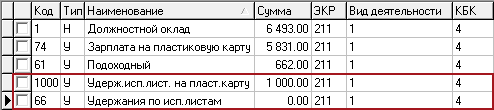 Код Тип Наименование Сумма ЭКР Вид деятельности КБК
1 Н Должностной оклад 6 493.00 211 1 4
74 У Зарплата на пластиковую карту 5 831.00 211 1 4
61 У Подоходный 662.00 211 1 4
1000 У Удерж.исп.лист. на пласт.карту 1 000.00 211 1 4
66 У Удержания по исп.листам 0.00 211 1 4